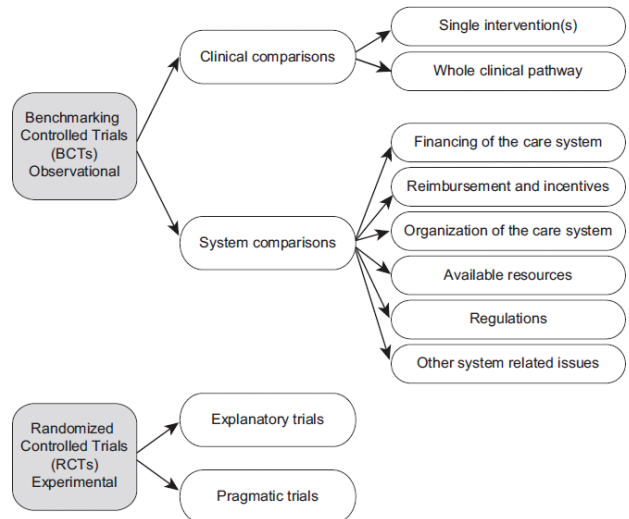 Single intervention(s)
Clinical comparisons
Whole clinical pathway
Benchmarking
Controlled Trials
(BCTs)
Observational
Financing of the care system
Reimbursement and incentives
Organization of the care system
System comparisons
Available resources
Regulations
Other system related issues
Randomized
Controlled Trials
(RCTs)
Experimental
Explanatory trials
Pragmatic trials